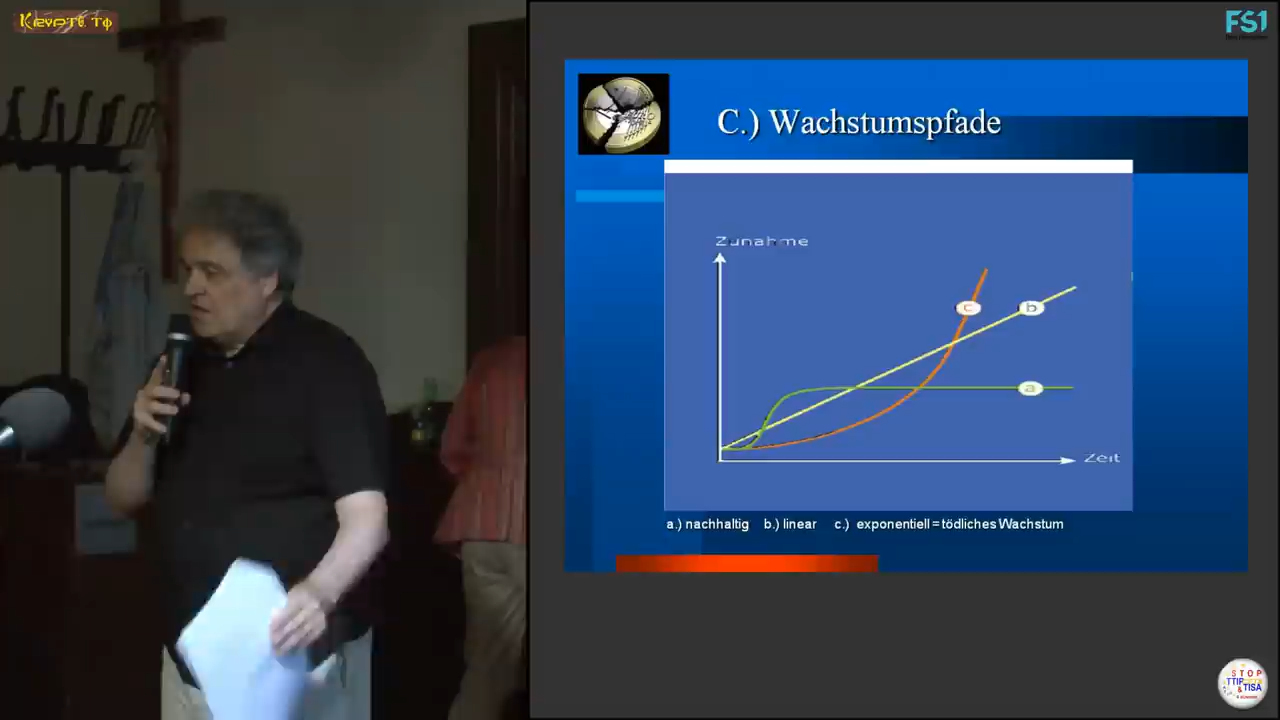 FS1
C.) Wachstumspfade
Zunahme
c
b
a
Zeit
a.) nachhaltig b.) linear c.) exponentiell = tödliches Wachstum
STOP
TTIP
& TISA